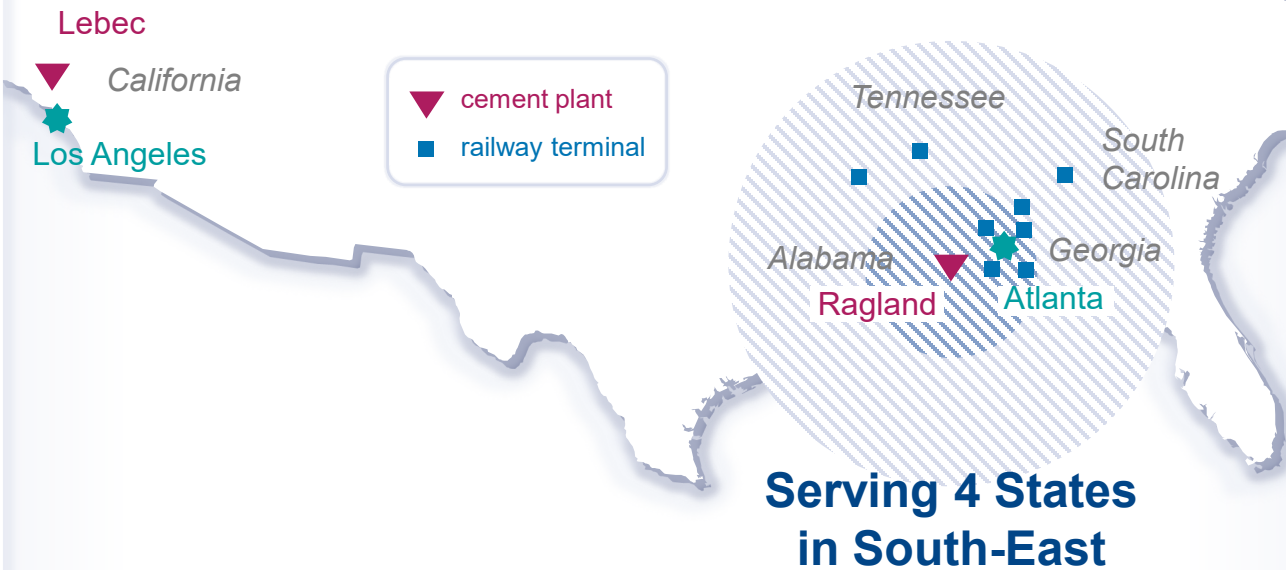 Lebec
California
Los Angeles
cement plant
railway terminal
Tennessee
South
Carolina
Alabama
Georgia
Ragland
Atlanta
Serving 4 States
in South-East